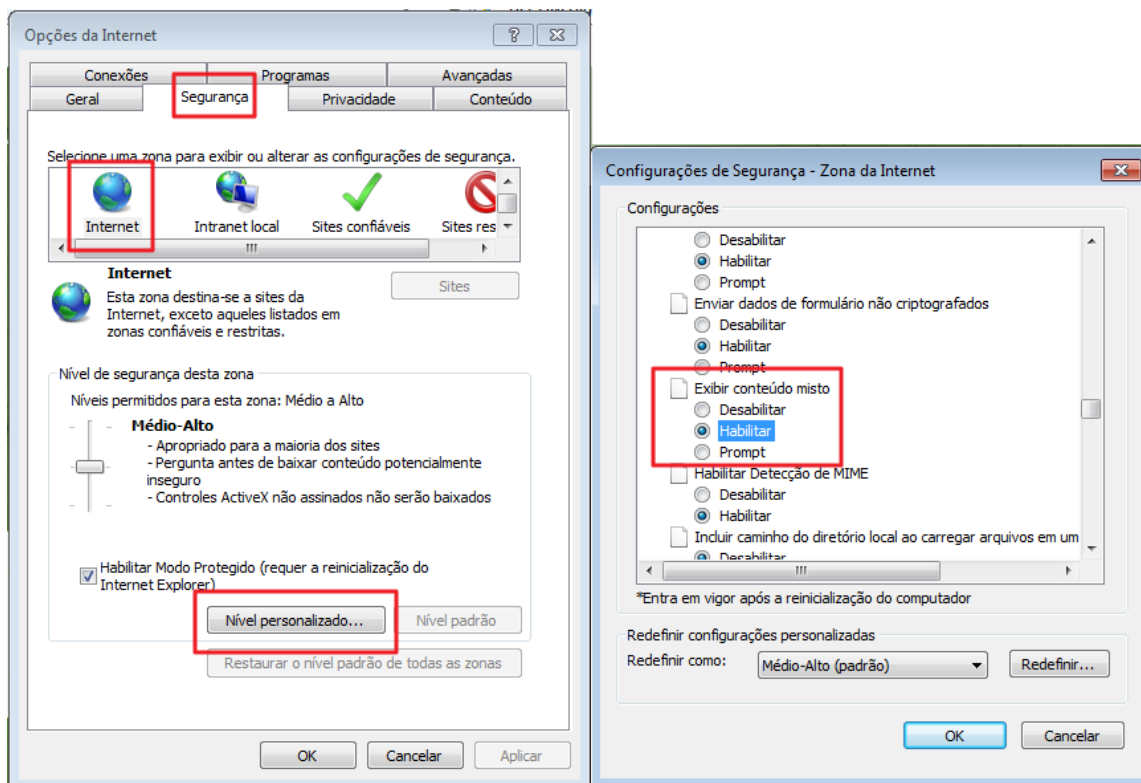 Opções da Internet
Conexões Programas Avançadas
Geral Segurança Privacidade Conteúdo
Selecione uma zona para exibir ou alterar as configurações de segurança.
Internet Intranet local Sites confiáveis Sites res
Internet
Esta zona destina-se a sites da
Internet, exceto aqueles listados em
zonas confiáveis e restritas.
Sites
Nível de segurança desta zona
Níveis permitidos para esta zona: Médio a Alto
Médio-Alto
- Apropriado para a maioria dos sites
- Pergunta antes de baixar conteúdo potencialmente
inseguro
- Controles ActiveX não assinados não serão baixados
Habilitar Modo Protegido (requer a reinicialização do
Internet Explorer)
Nível personalizado... Nível padrão
Restaurar o nível padrão de todas as zonas
OK Cancelar Aplicar
Configurações de Segurança - Zona da Internet
Configurações
Desabilitar
Habilitar
Prompt
Enviar dados de formulário não criptografados
Desabilitar
Habilitar
Prompt
Exibir conteúdo misto
Desabilitar
Habilitar
Prompt
Habilitar Detecção de MIME
Desabilitar
Habilitar
Incluir caminho do diretório local ao carregar arquivos em um
Desabilitar
*Entra em vigor após a reinicialização do computador
Redefinir configurações personalizadas
Redefinir como: Médio-Alto (padrão) Redefinir...
OK Cancelar